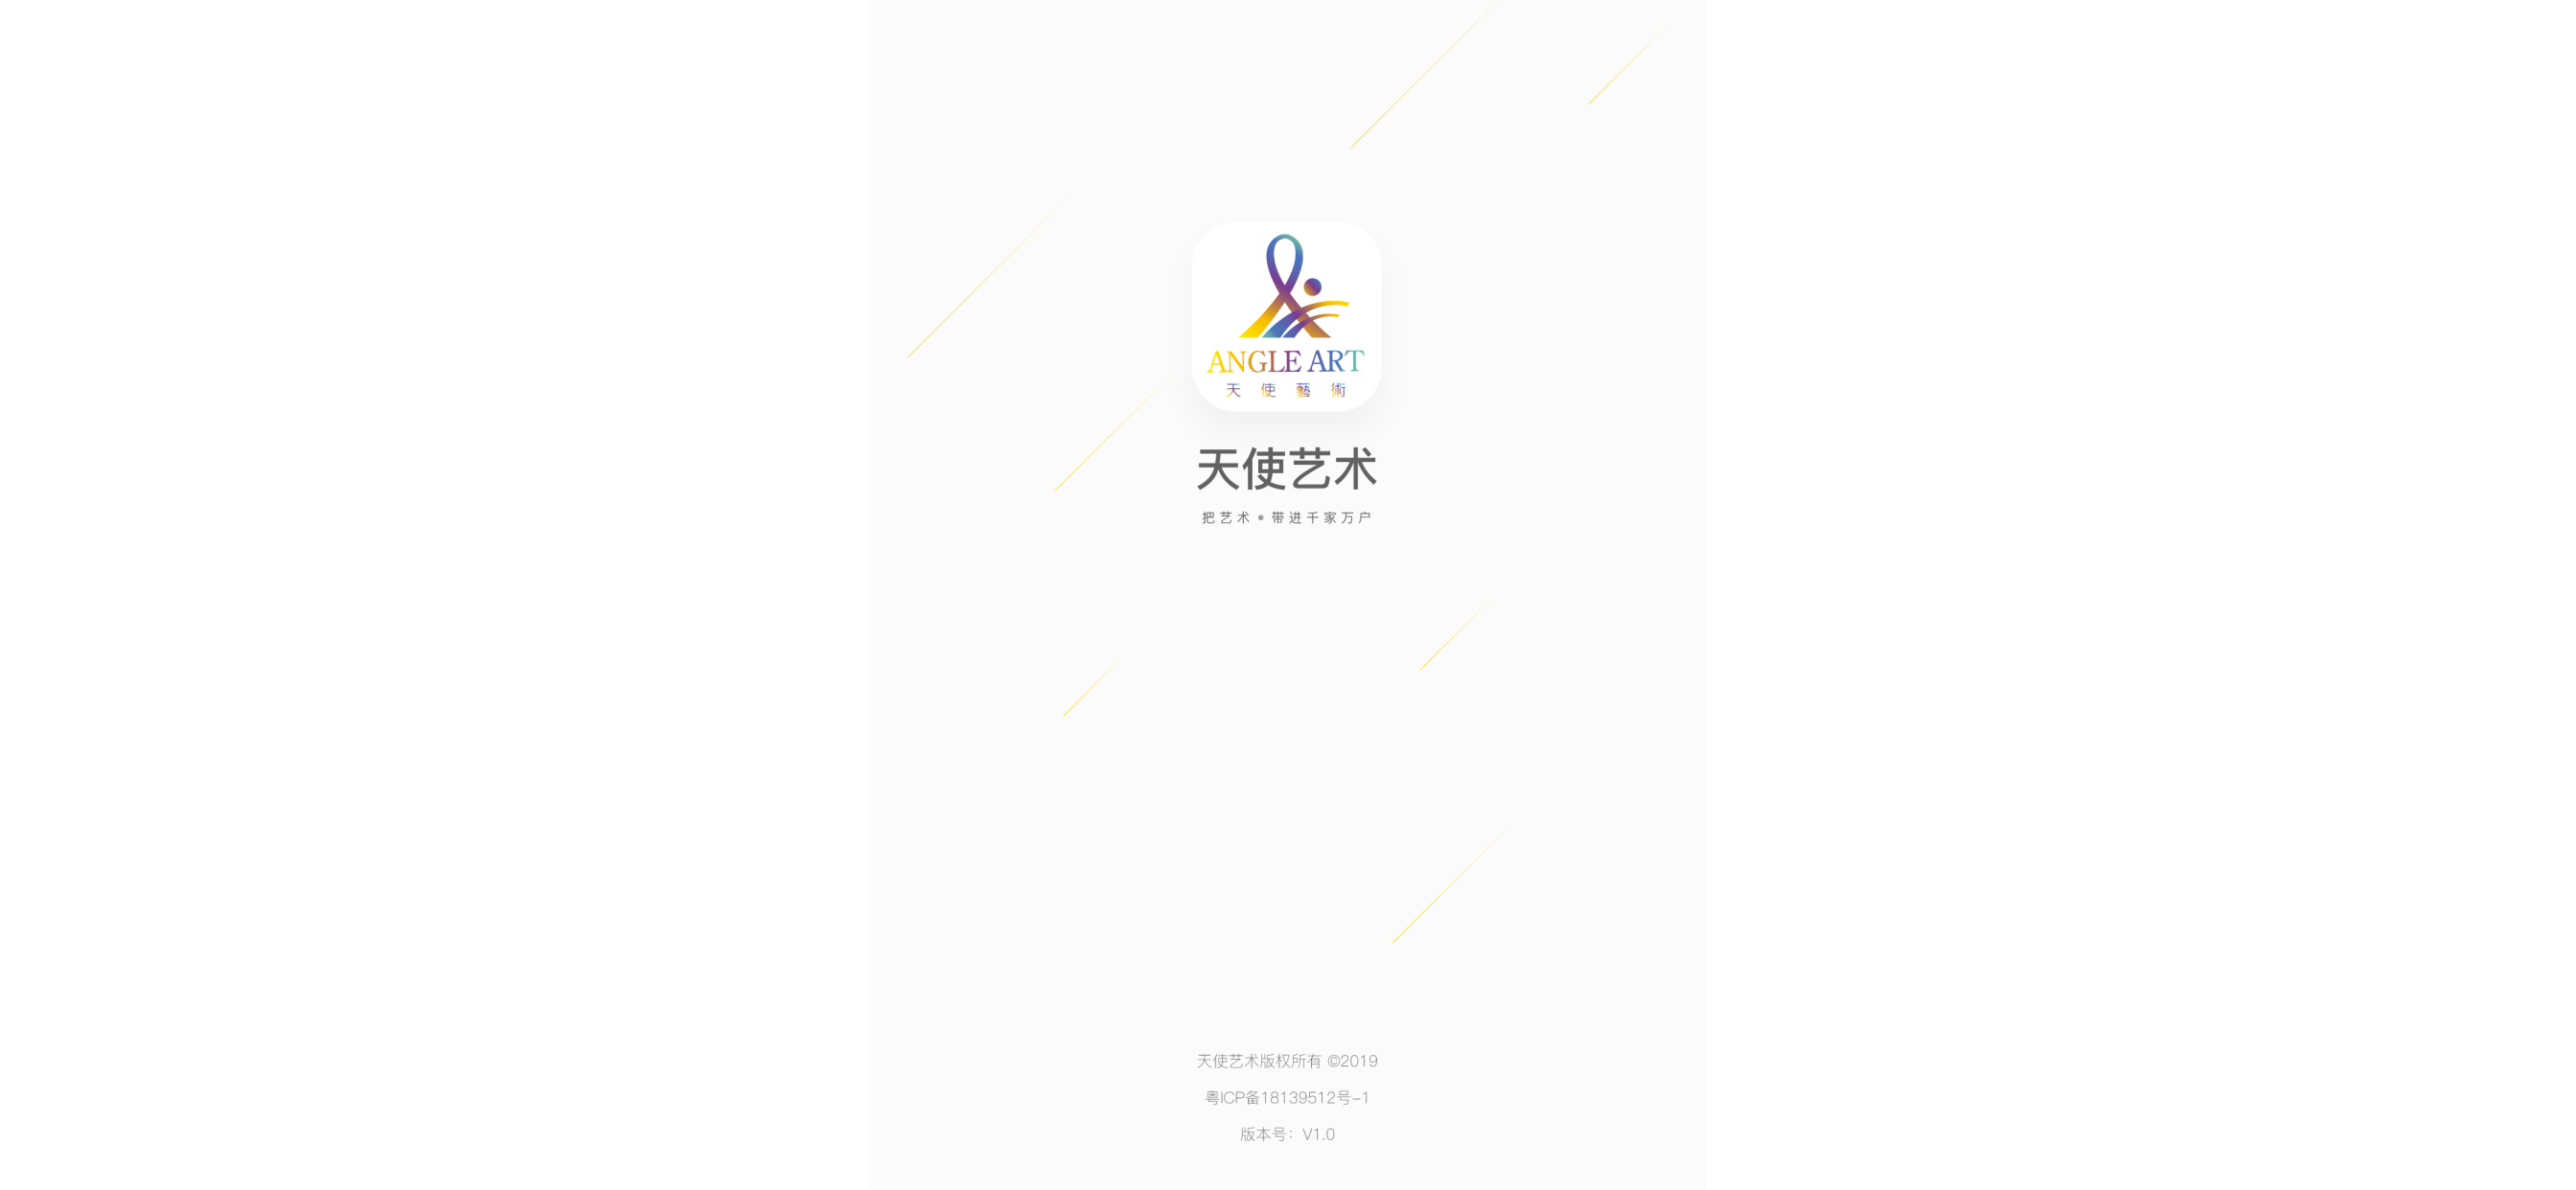 ANGLE ART
天使藝術
天使艺术
把艺术•带进千家万户
天使艺术版权所有 ©2019
粤ICP备18139512号-1
版本号：V1.0